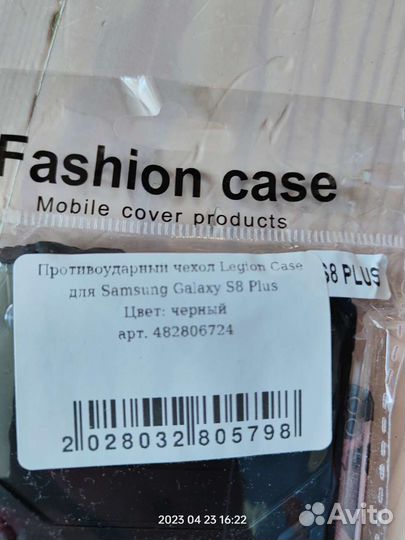 Fashion case
Mobile cover products
S8 PLUS
Противоударный чехол Legion Case
для Samsung Galaxy S8 Plus
Цвет: черный
арт. 482806724
2 028032 805798
2023 04 23 16:22
Avito